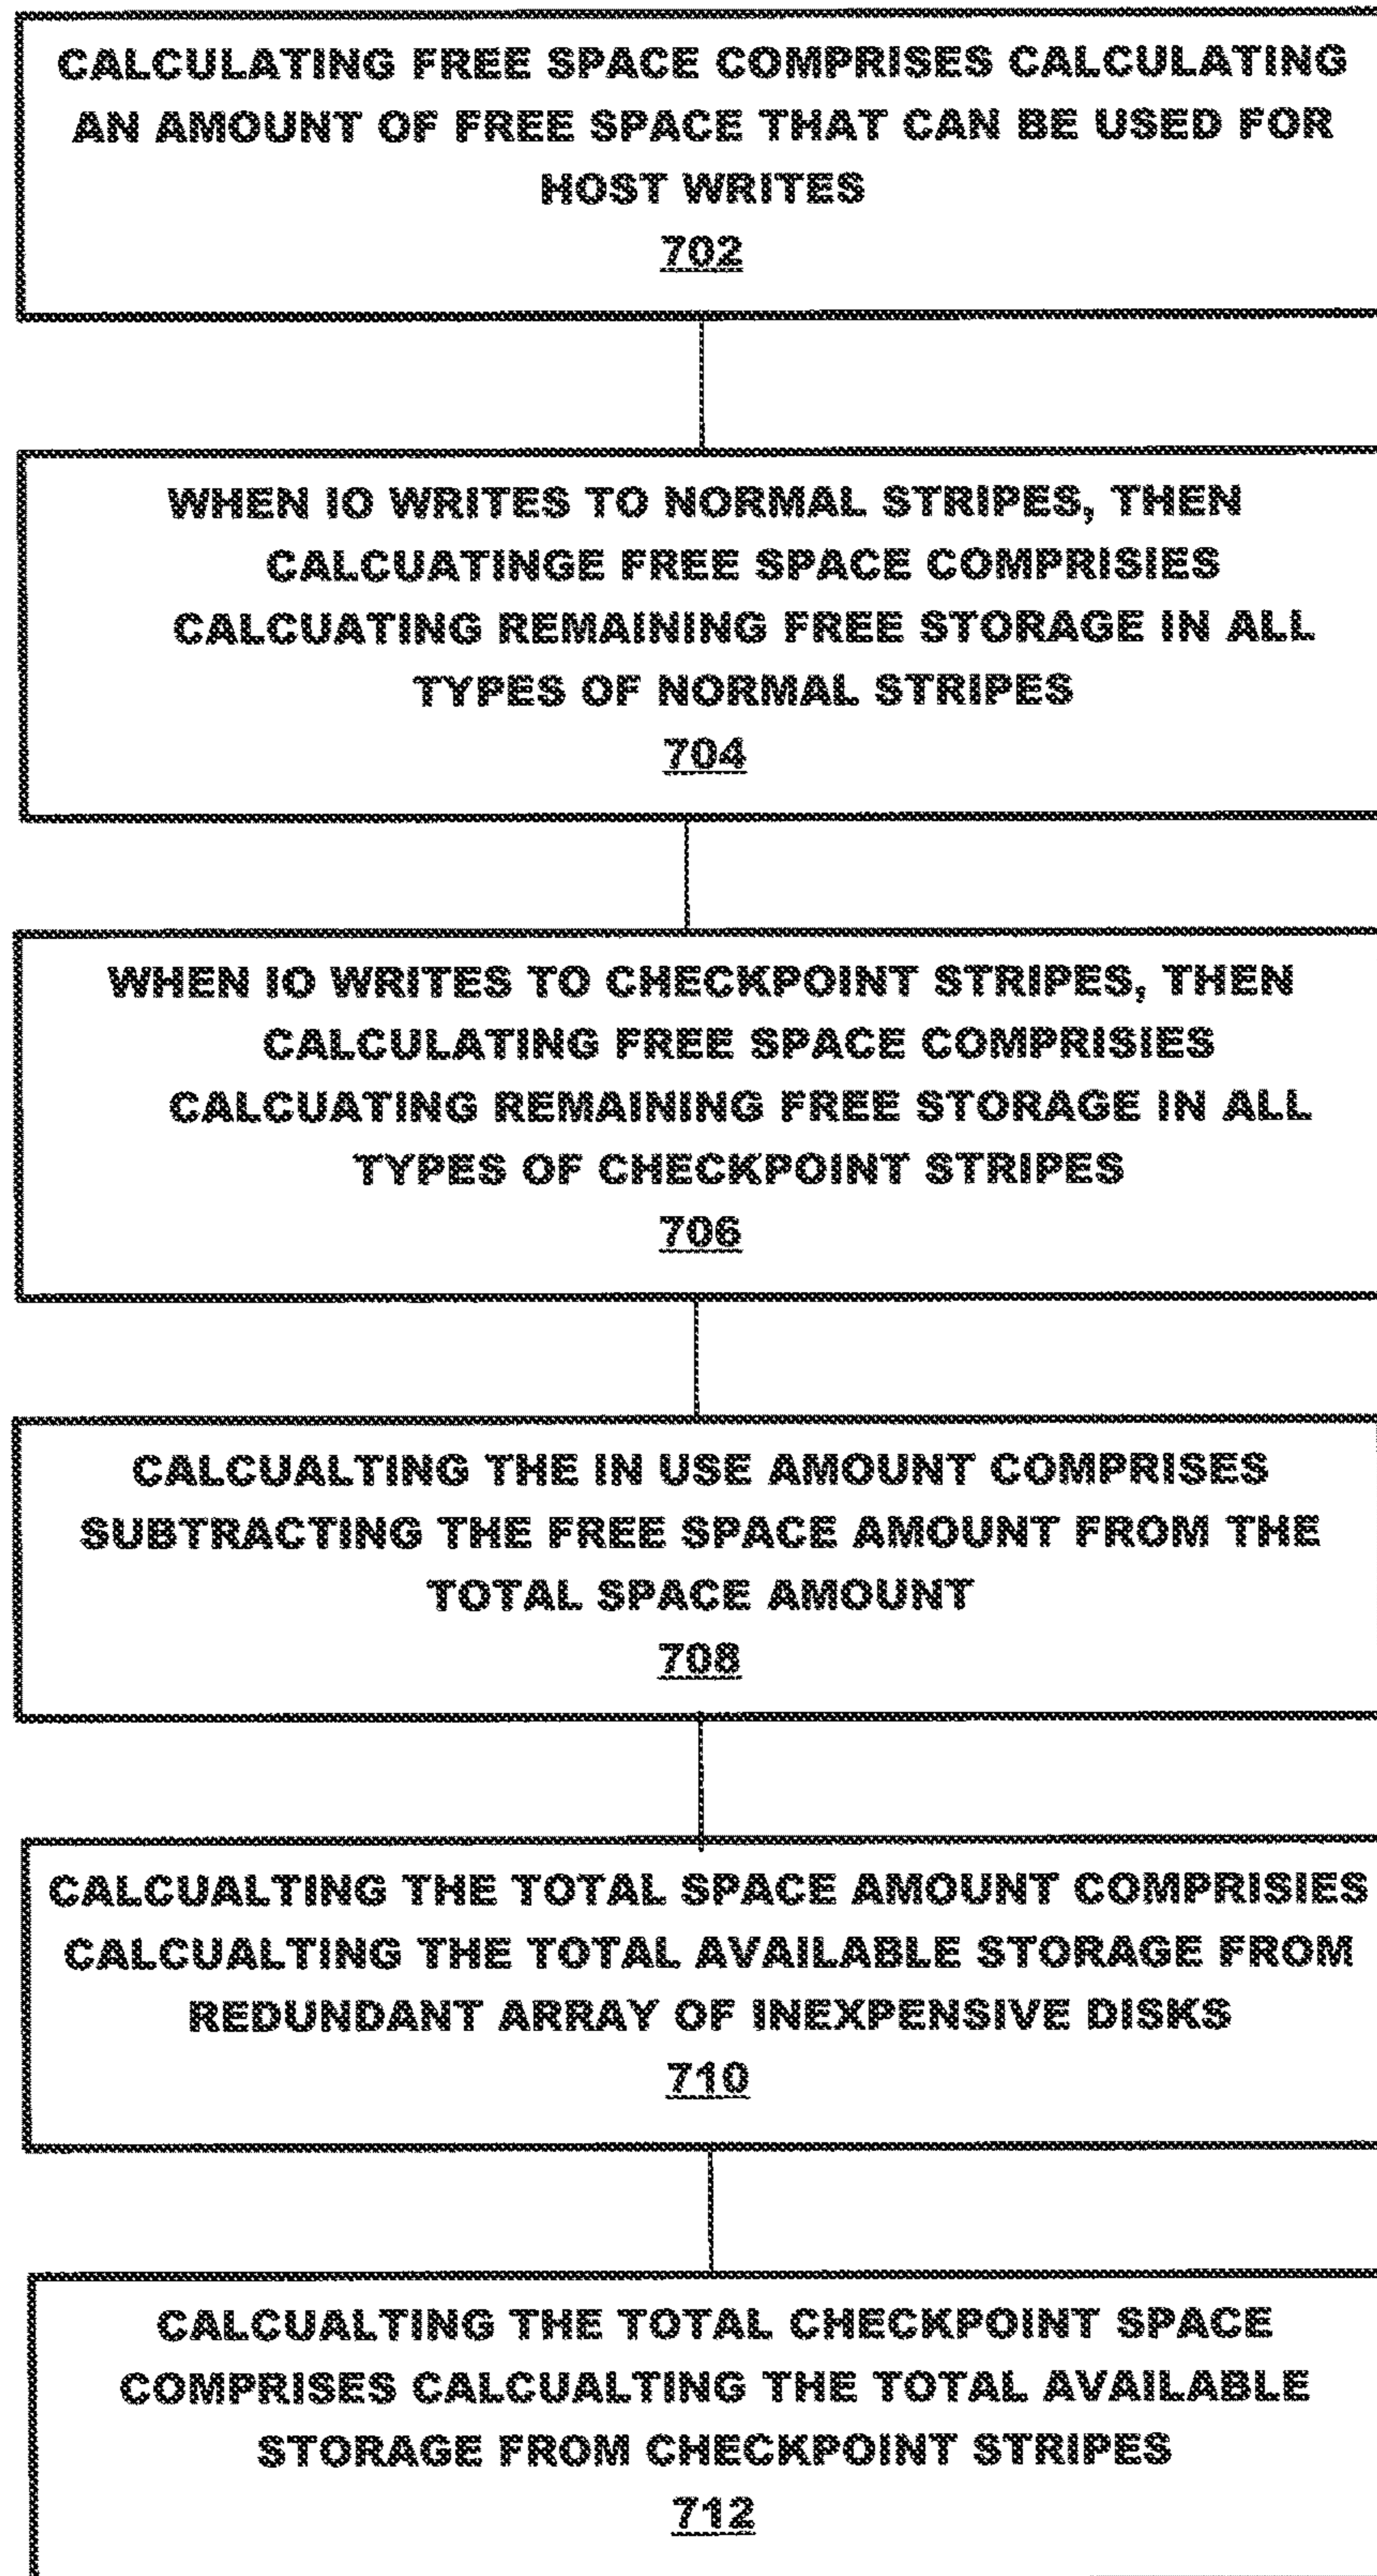 CALCULATING FREE SPACE COMPRISES CALCULATING
AN AMOUNT OF FREE SPACE THAT CAN BE USED FOR
HOST WRITES
702
WHEN IO WRITES TO NORMAL STRIPES, THEN
CALCUATINGE FREE SPACE COMPRISIES
CALCUATING REMAINING FREE STORAGE IN ALL
TYPES OF NORMAL STRIPES
704
WHEN IO WRITES TO CHECKPOINT STRIPES, THEN
CALCULATING FREE SPACE COMPRISIES
CALCUATING REMAINING FREE STORAGE IN ALL
TYPES OF CHECKPOINT STRIPES
706
CALCUALTING THE IN USE AMOUNT COMPRISES
SUBTRACTING THE FREE SPACE AMOUNT FROM THE
TOTAL SPACE AMOUNT
708
CALCUALTING THE TOTAL SPACE AMOUNT COMPRISIES
CALCUALTING THE TOTAL AVAILABLE STORAGE FROM
REDUNDANT ARRAY OF INEXPENSIVE DISKS
710
CALCUALTING THE TOTAL CHECKPOINT SPACE
COMPRISES CALCUALTING THE TOTAL AVAILABLE
STORAGE FROM CHECKPOINT STRIPES
712